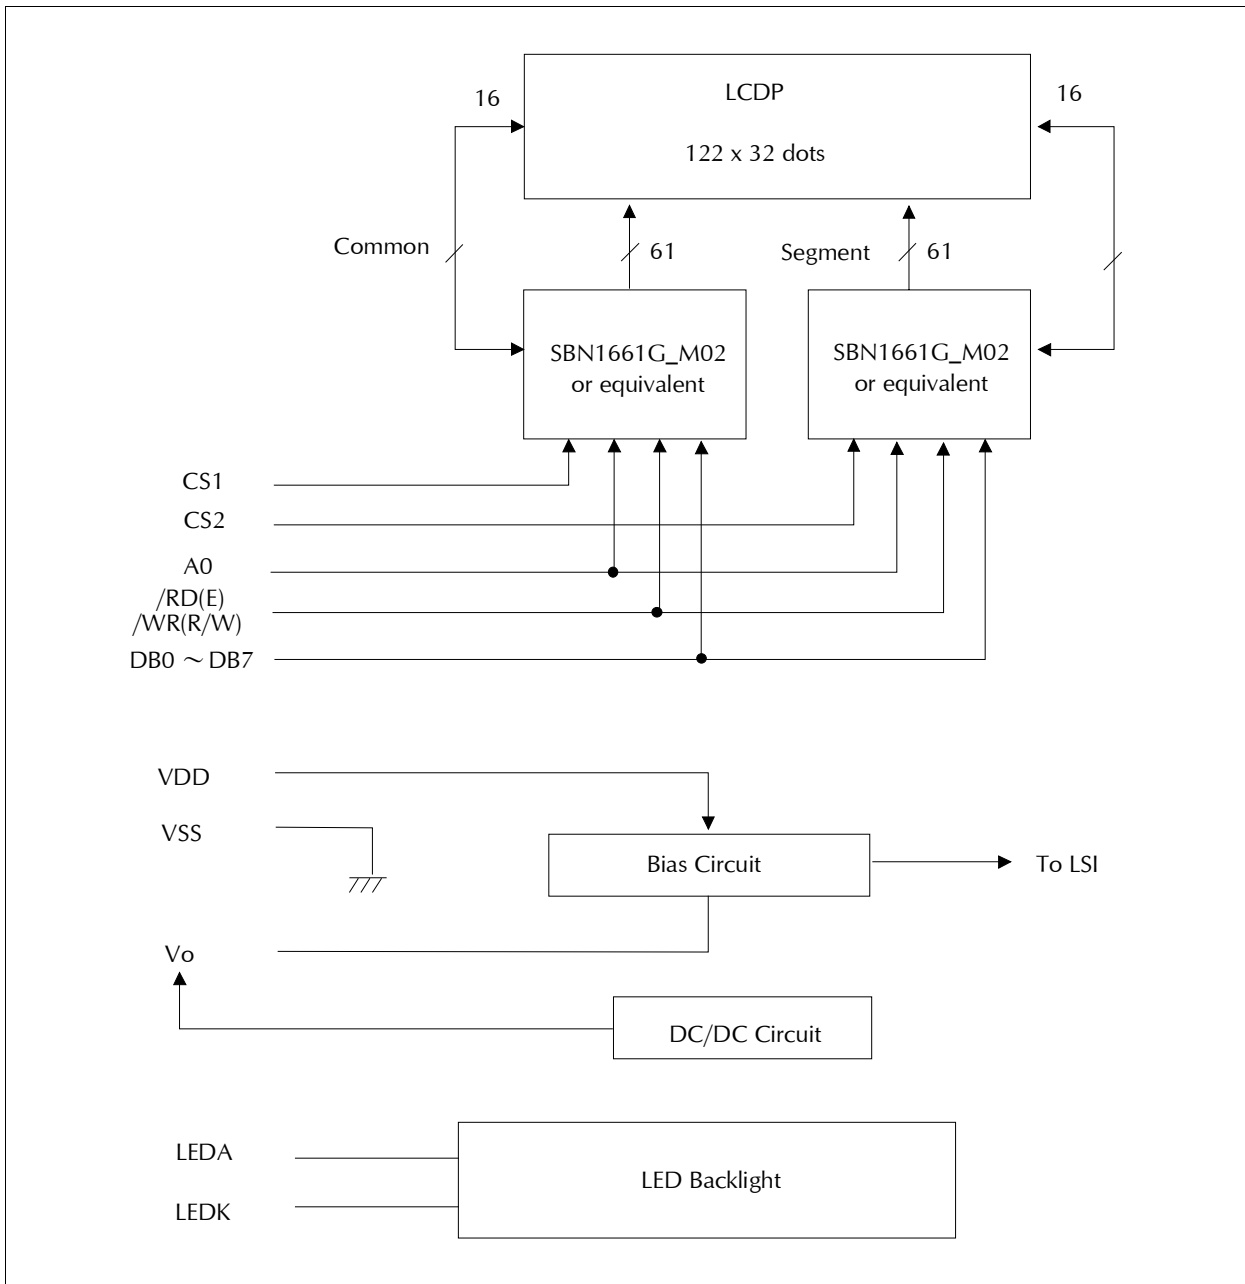 LCDP
16
16
122 x 32 dots
Common
61
Segment
61
SBN1661G_M02
or equivalent
SBN1661G_M02
or equivalent
CS1
CS2
A0
/RD(E)
/WR(R/W)
DB0 ~ DB7
VDD
VSS
Bias Circuit
To LSI
Vo
DC/DC Circuit
LEDA
LED Backlight
LEDK